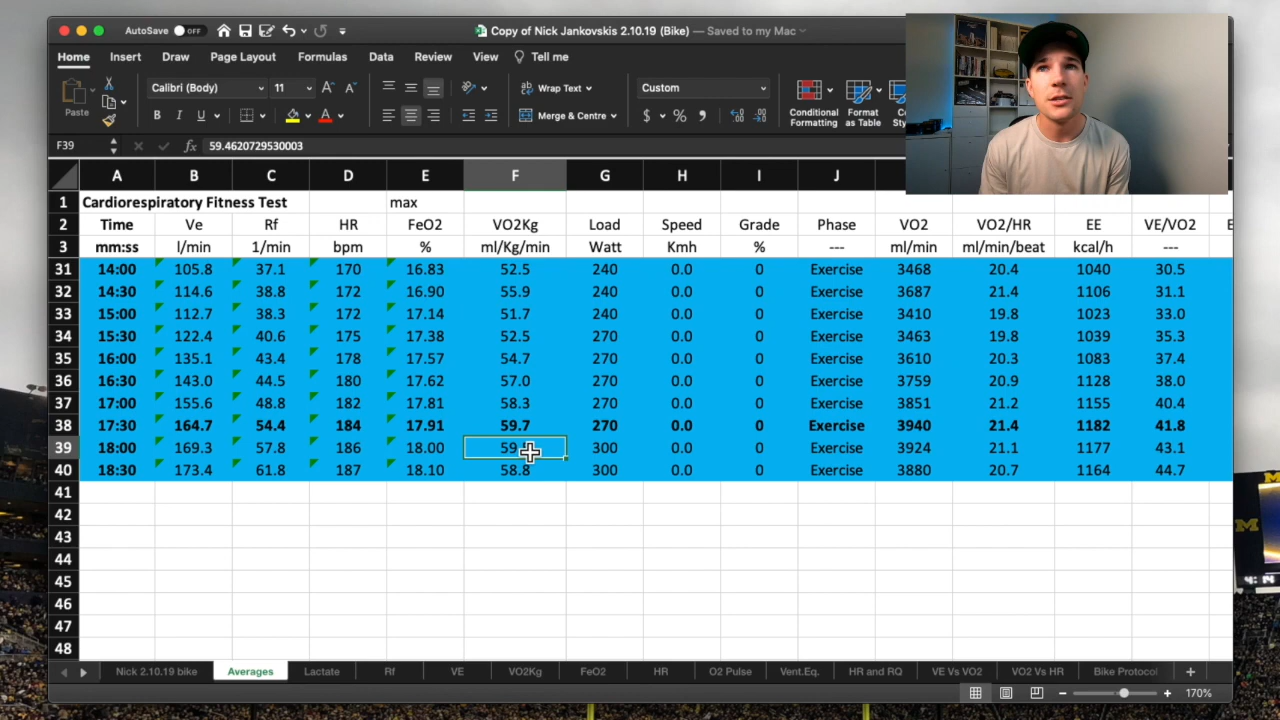 AutoSave OFF Copy of Nick Jankovskis 2.10.19 (Bike) — Saved to my Mac
Home Insert Draw Page Layout Formulas Data Review View Tell me
Paste Calibri (Body) 11 A A Wrap Text Custom Conditional Formatting Format as Table
B I U A Merge & Centre $ %
F39 fx 59.4620729530003
A B C D E F G H I J
1 Cardiorespiratory Fitness Test max
2 Time Ve Rf HR FeO2 VO2Kg Load Speed Grade Phase VO2 VO2/HR EE VE/VO2
3 mm:ss l/min 1/min bpm % ml/Kg/min Watt Kmh % --- ml/min ml/min/beat kcal/h ---
31 14:00 105.8 37.1 170 16.83 52.5 240 0.0 0 Exercise 3468 20.4 1040 30.5
32 14:30 114.6 38.8 172 16.90 55.9 240 0.0 0 Exercise 3687 21.4 1106 31.1
33 15:00 112.7 38.3 172 17.14 51.7 240 0.0 0 Exercise 3410 19.8 1023 33.0
34 15:30 122.4 40.6 175 17.38 52.5 270 0.0 0 Exercise 3463 19.8 1039 35.3
35 16:00 135.1 43.4 178 17.57 54.7 270 0.0 0 Exercise 3610 20.3 1083 37.4
36 16:30 143.0 44.5 180 17.62 57.0 270 0.0 0 Exercise 3759 20.9 1128 38.0
37 17:00 155.6 48.8 182 17.81 58.3 270 0.0 0 Exercise 3851 21.2 1155 40.4
38 17:30 164.7 54.4 184 17.91 59.7 270 0.0 0 Exercise 3940 21.4 1182 41.8
39 18:00 169.3 57.8 186 18.00 300 0.0 0 Exercise 3924 21.1 1177 43.1
40 18:30 173.4 61.8 187 18.10 58.8 300 0.0 0 Exercise 3880 20.7 1164 44.7
41
42
43
44
45
46
47
48
Nick 2.10.19 bike Averages Lactate Rf VE VO2Kg FeO2 HR O2 Pulse Vent.Eq. HR and RQ VE Vs VO2 VO2 Vs HR Bike Protocol +
170%